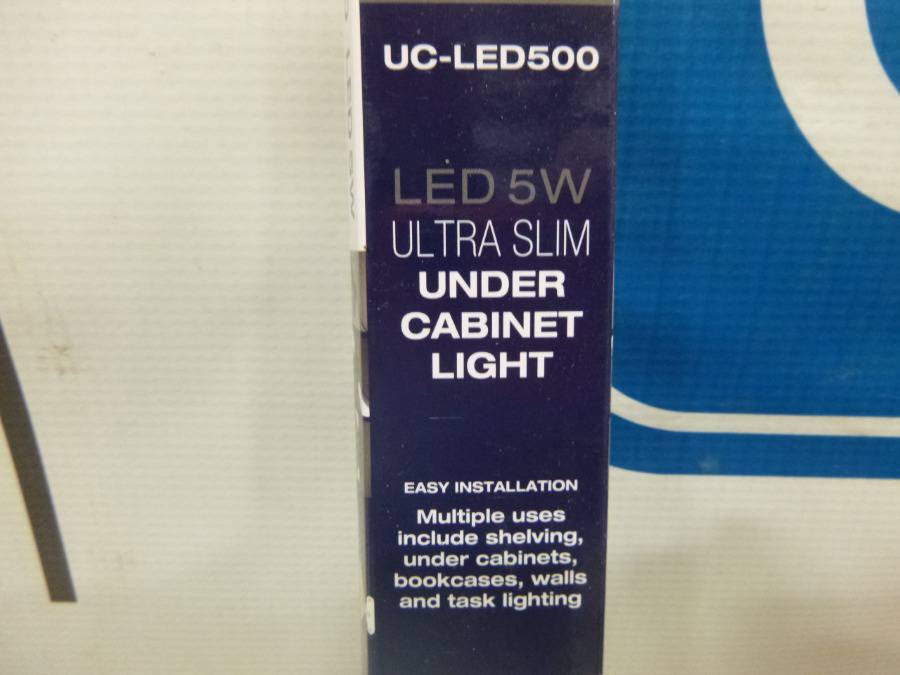 UC-LED500
LED 5W
ULTRA SLIM
UNDER
CABINET
LIGHT
EASY INSTALLATION
Multiple uses
include shelving,
under cabinets,
bookcases, walls
and task lighting